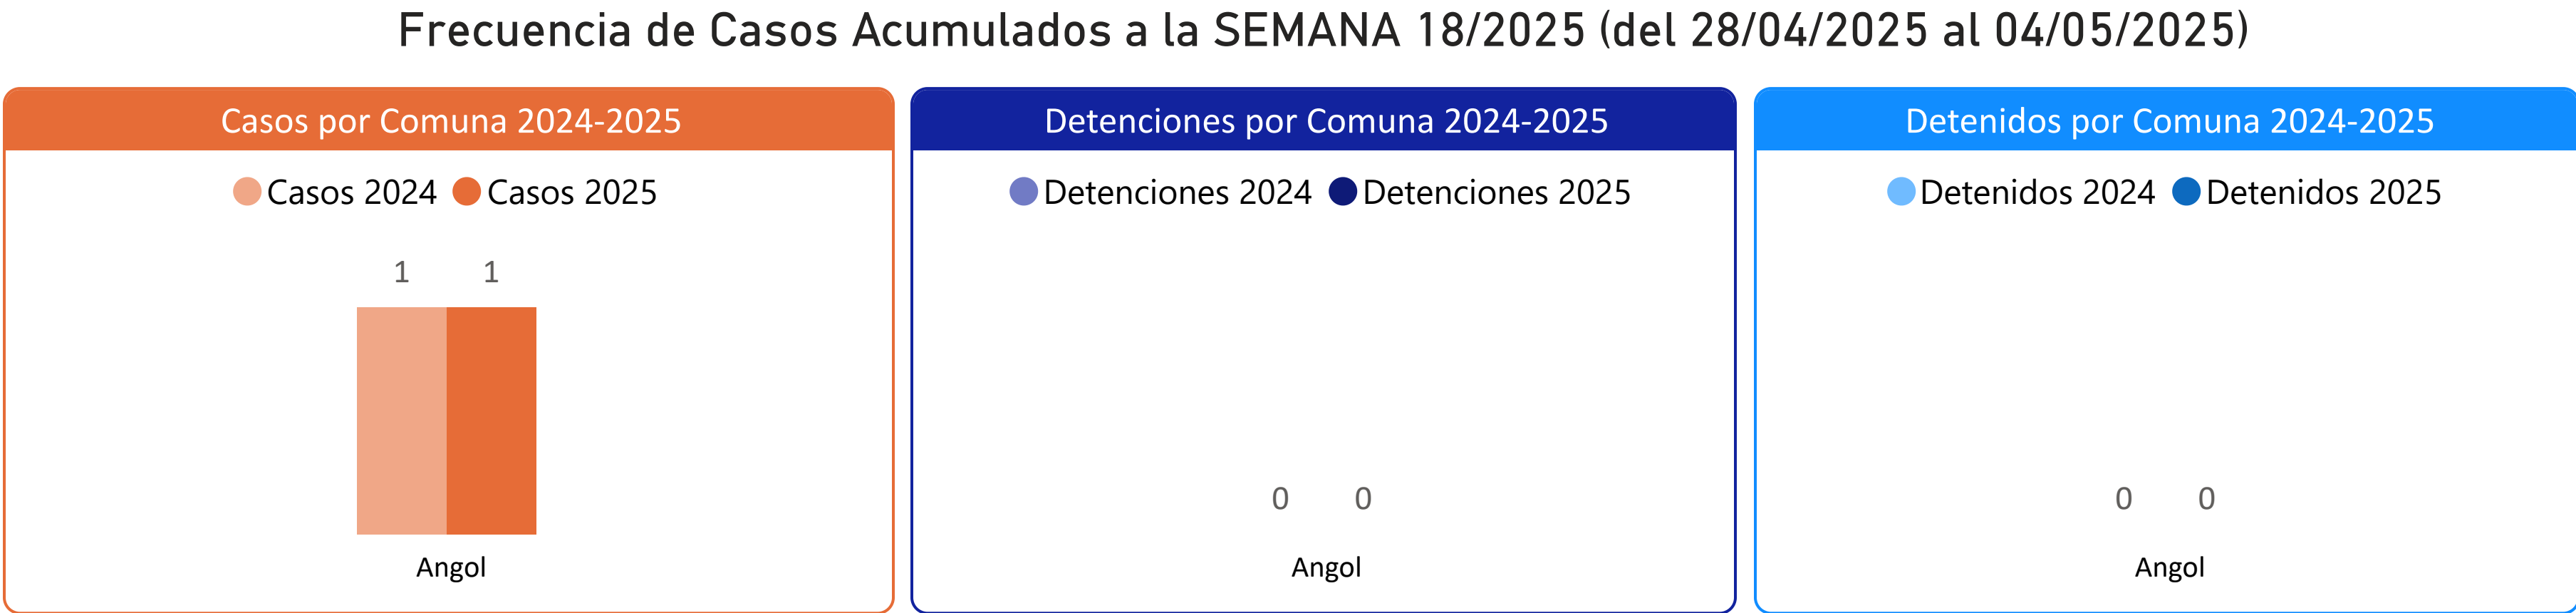 Frecuencia de Casos Acumulados a la SEMANA 18/2025 (del 28/04/2025 al 04/05/2025)
Casos por Comuna 2024-2025
Casos 2024 Casos 2025
1 1
Angol
Detenciones por Comuna 2024-2025
Detenciones 2024 Detenciones 2025
0 0
Angol
Detenidos por Comuna 2024-2025
Detenidos 2024 Detenidos 2025
0 0
Angol